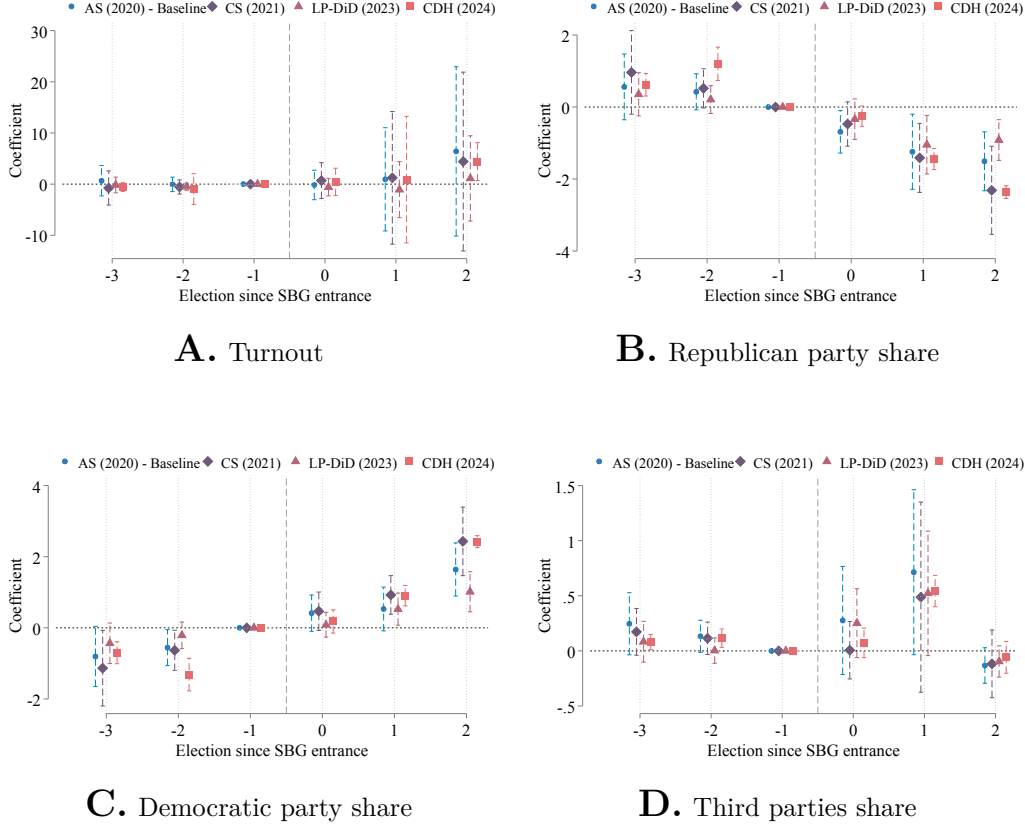 AS (2020) - Baseline CS (2021) LP-DiD (2023) CDH (2024)
30
20
10
0
-10
Coefficient
-3 -2 -1 0 1 2
Election since SBG entrance
A. Turnout
AS (2020) - Baseline CS (2021) LP-DiD (2023) CDH (2024)
2
0
-2
-4
Coefficient
-3 -2 -1 0 1 2
Election since SBG entrance
B. Republican party share
AS (2020) - Baseline CS (2021) LP-DiD (2023) CDH (2024)
4
2
0
-2
Coefficient
-3 -2 -1 0 1 2
Election since SBG entrance
C. Democratic party share
AS (2020) - Baseline CS (2021) LP-DiD (2023) CDH (2024)
1.5
1
.5
0
-.5
Coefficient
-3 -2 -1 0 1 2
Election since SBG entrance
D. Third parties share